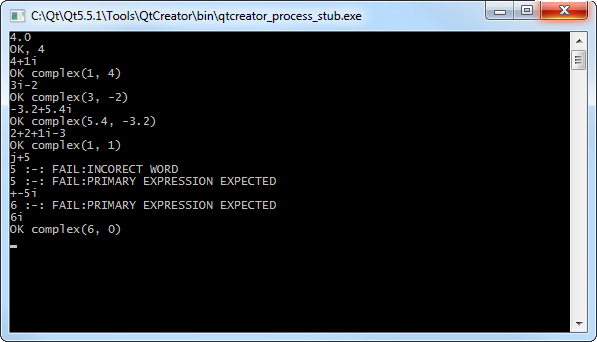 C:\Qt\Qt5.5.1\Tools\QtCreator\bin\qtcreator_process_stub.exe
4.0
OK, 4
4+1i
OK complex(1, 4)
3i-2
OK complex(3, -2)
-3.2+5.4i
OK complex(5.4, -3.2)
2+2+1i-3
OK complex(1, 1)
j+5
5 :-: FAIL:INCORECT WORD
5 :-: FAIL:PRIMARY EXPRESSION EXPECTED
+-5i
6 :-: FAIL:PRIMARY EXPRESSION EXPECTED
6i
OK complex(6, 0)